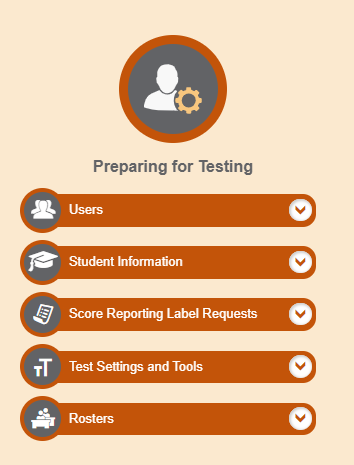 Preparing for Testing
Users
Student Information
Score Reporting Label Requests
Test Settings and Tools
Rosters